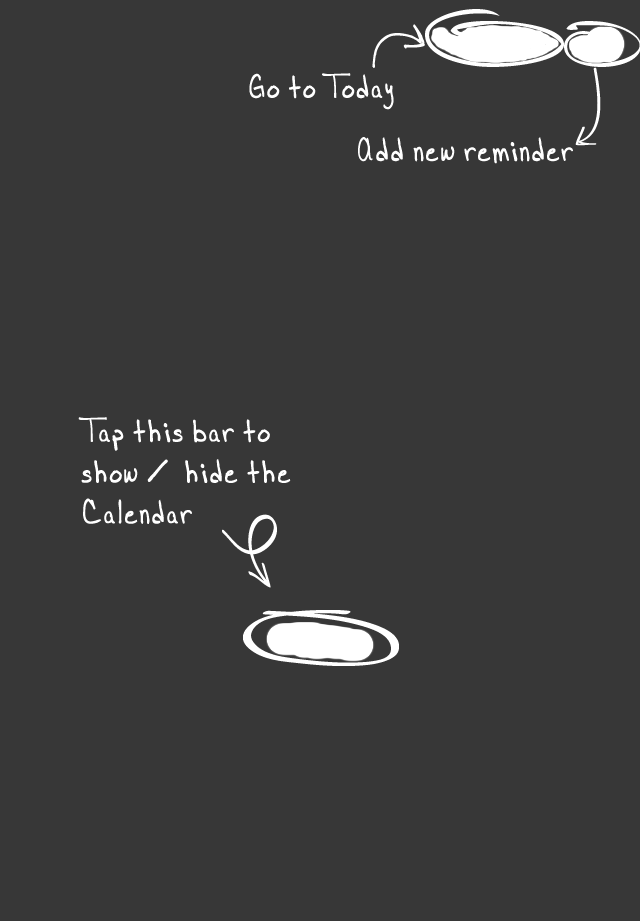 Go to Today
Add new reminder
Tap this bar to
show / hide the
Calendar